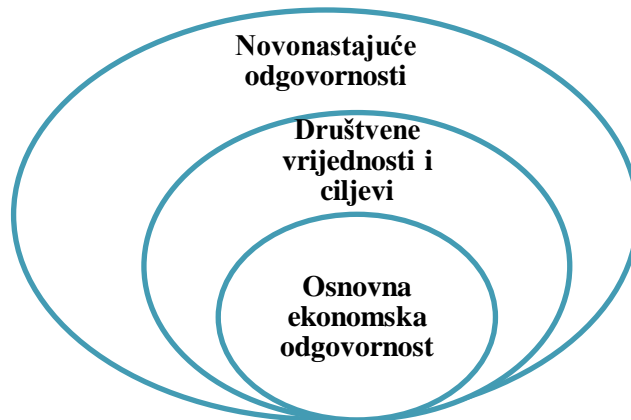 Novonastajuće
odgovornosti
Društvene
vrijednosti i
ciljevi
Osnovna
ekonomska
odgovornost